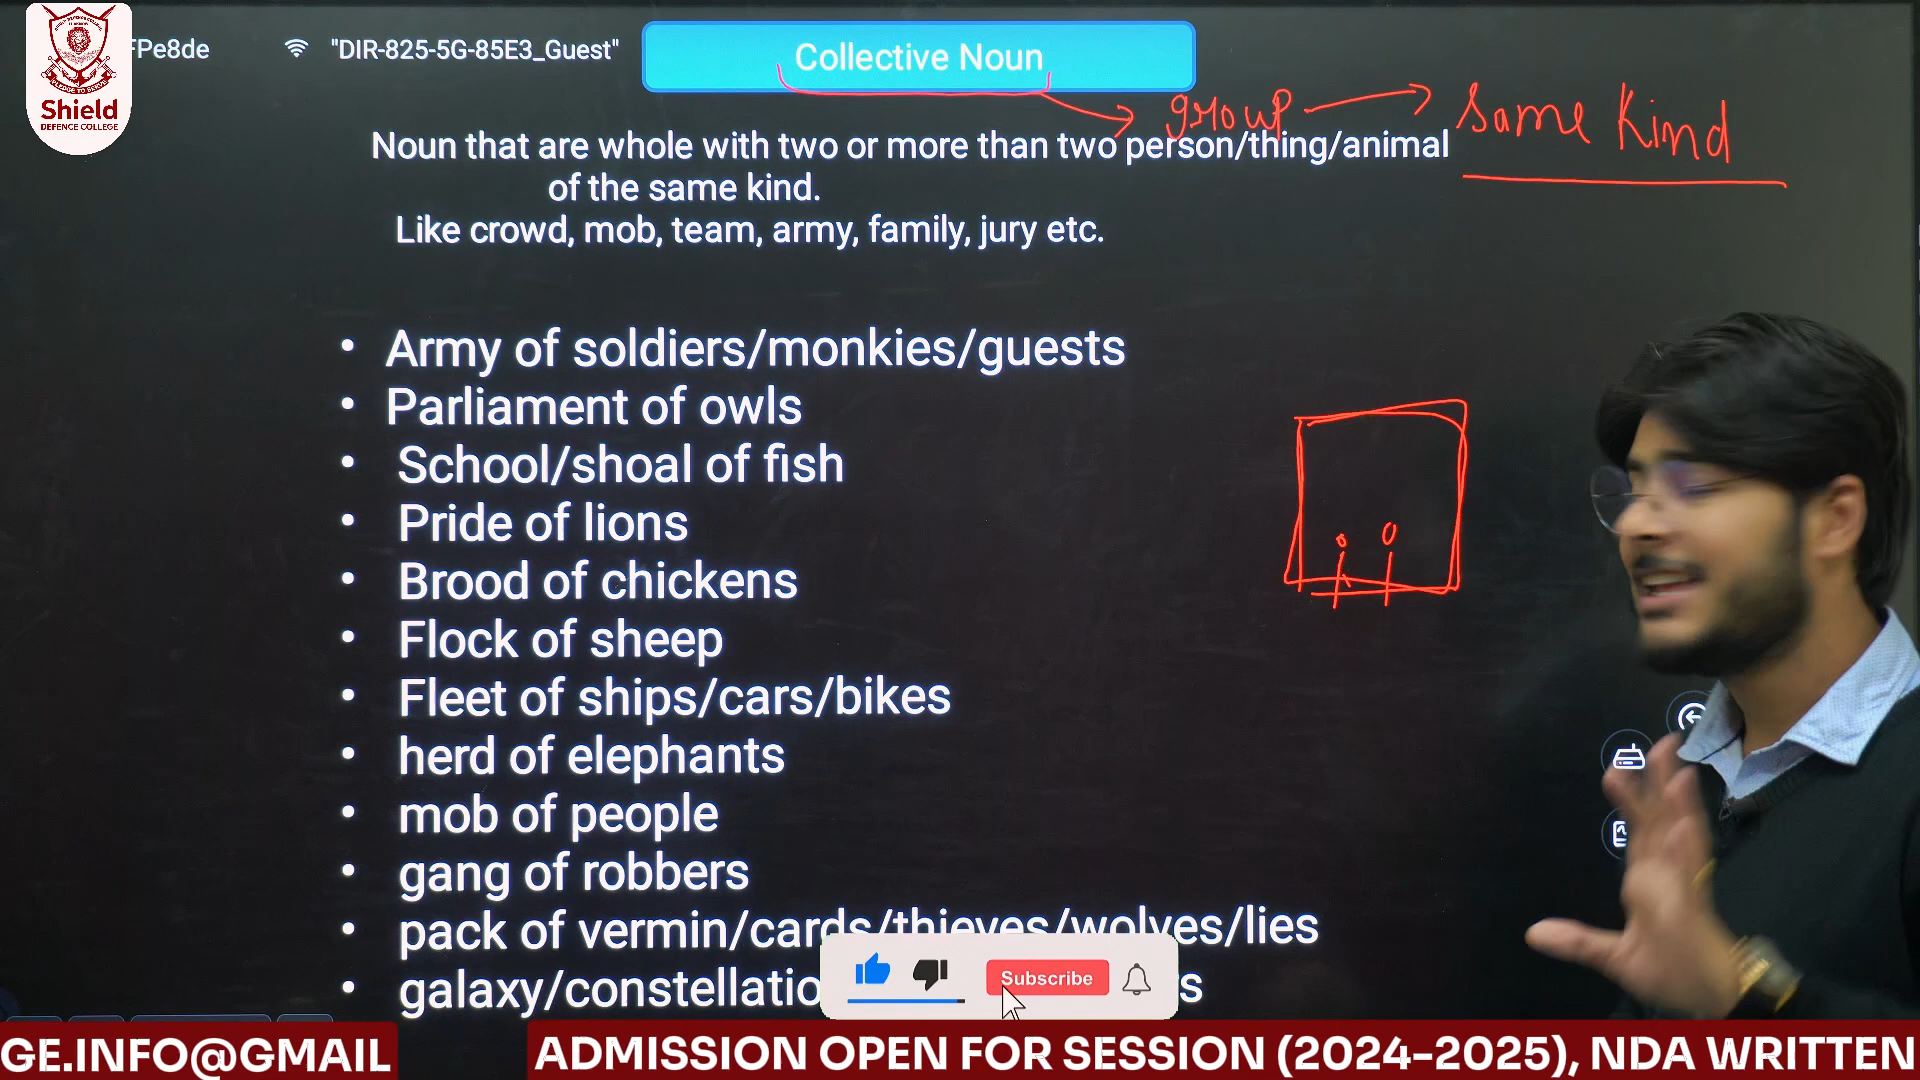 FPe8de
"DIR-825-5G-85E3_Guest"
Collective Noun
Shield
DEFENCE COLLEGE
group
same kind
Noun that are whole with two or more than two person/thing/animal
of the same kind.
Like crowd, mob, team, army, family, jury etc.
• Army of soldiers/monkies/guests
• Parliament of owls
• School/shoal of fish
• Pride of lions
• Brood of chickens
• Flock of sheep
• Fleet of ships/cars/bikes
• herd of elephants
• mob of people
• gang of robbers
• pack of vermin/cards/thieves/wolves/lies
• galaxy/constellatio
Subscribe
GE.INFO@GMAIL
ADMISSION OPEN FOR SESSION (2024-2025), NDA WRITTEN